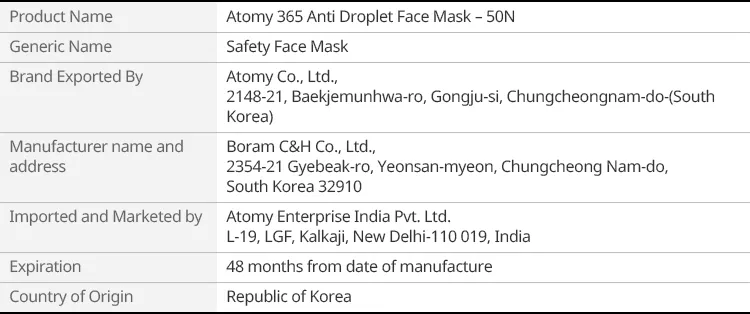 Product Name
Atomy 365 Anti Droplet Face Mask – 50N
Generic Name
Safety Face Mask
Brand Exported By
Atomy Co., Ltd.,
2148-21, Baekjemunhwa-ro, Gongju-si, Chungcheongnam-do-(South
Korea)
Manufacturer name and
address
Boram C&H Co., Ltd.,
2354-21 Gyebeak-ro, Yeonsan-myeon, Chungcheong Nam-do,
South Korea 32910
Imported and Marketed by
Atomy Enterprise India Pvt. Ltd.
L-19, LGF, Kalkaji, New Delhi-110 019, India
Expiration
48 months from date of manufacture
Country of Origin
Republic of Korea